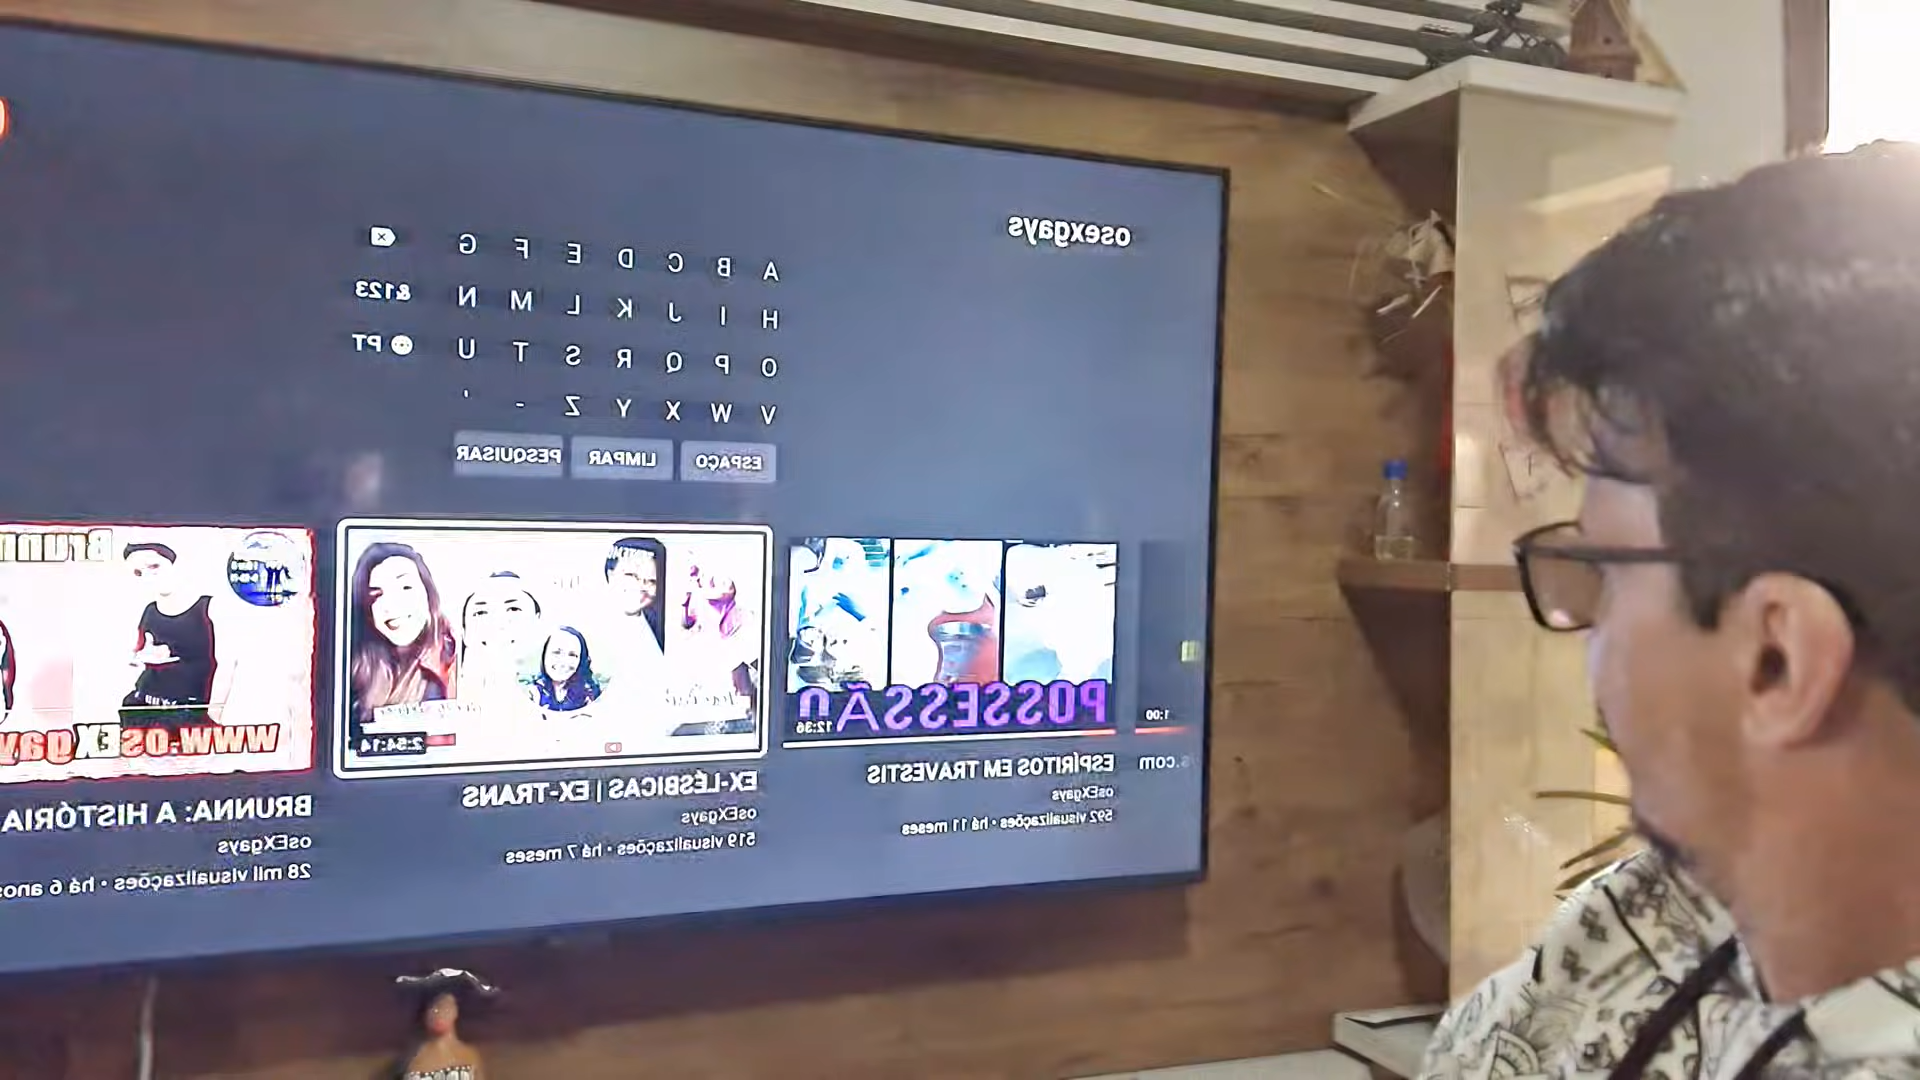 osexgays
A B C D E F G
H I J K L M N &123
O P Q R S T U PT
V W X Y Z - '
ESPAÇO LIMPAR PESQUISAR
1:00
s.com
POSSESSÃO
12:36
ESPÍRITOS EM TRAVESTIS
osEXgays
592 visualizações • há 11 meses
2:54:14
EX-LÉSBICAS | EX-TRANS
osEXgays
519 visualizações • há 7 meses
Brunn
www.osEXgay
BRUNNA: A HISTÓRIA
osEXgays
28 mil visualizações • há 6 anos